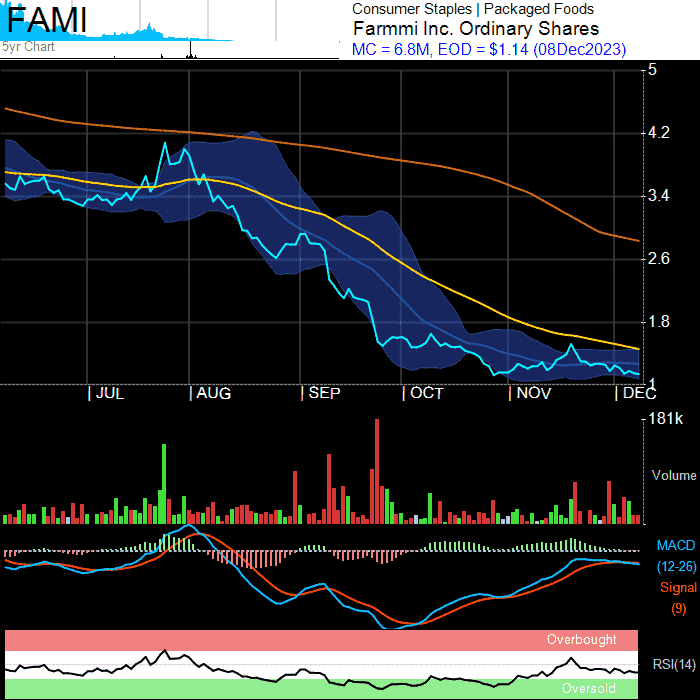 FAMI
5yr Chart
Consumer Staples | Packaged Foods
Farmmi Inc. Ordinary Shares
MC = 6.8M, EOD = $1.14 (08Dec2023)
5
4.2
3.4
2.6
1.8
1
JUL AUG SEP OCT NOV DEC
181k
Volume
MACD
(12-26)
Signal
(9)
Overbought
RSI(14)
Oversold